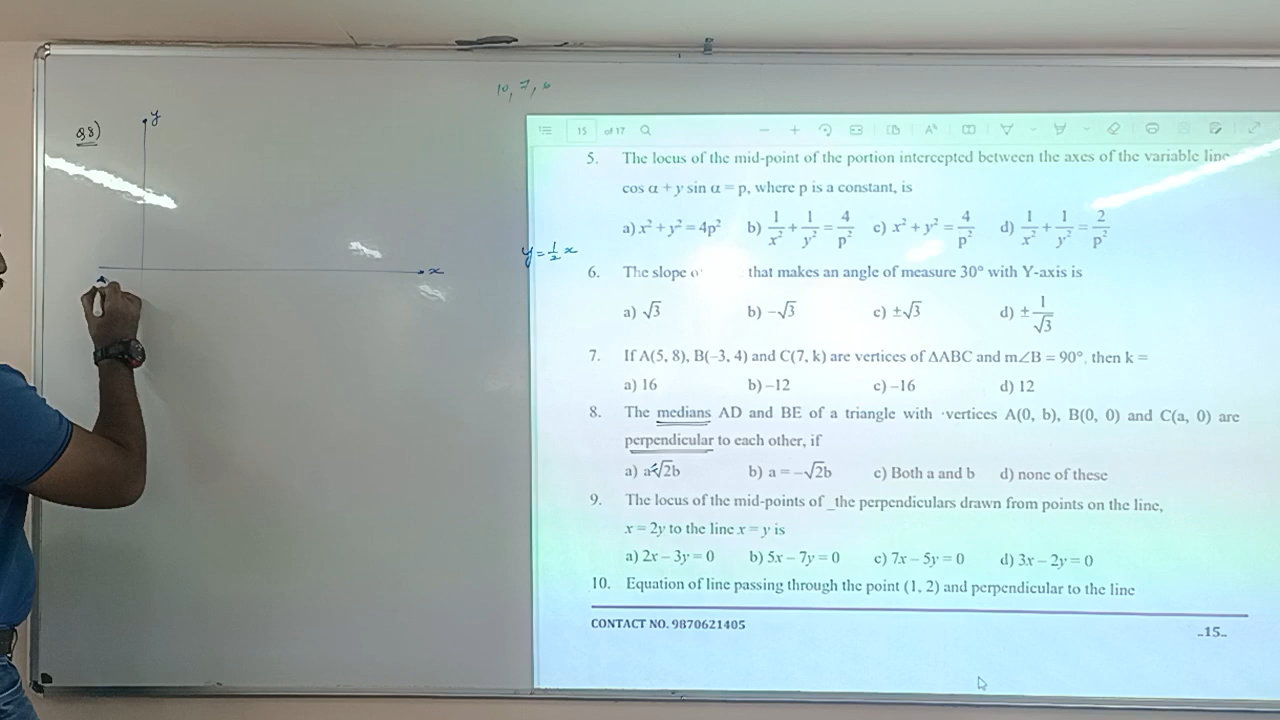 10, 7, 6
Q8)
y
x
y = 1/2 x
15 of 17
5. The locus of the mid-point of the portion intercepted between the axes of the variable line
cos α + y sin α = p, where p is a constant, is
a) x² + y² = 4p² b) 1/x² + 1/y² = 4/p² c) x² + y² = 4/p² d) 1/x² + 1/y² = 2/p²
6. The slope o that makes an angle of measure 30° with Y-axis is
a) √3 b) –√3 c) ±√3 d) ± 1/√3
7. If A(5, 8), B(–3, 4) and C(7, k) are vertices of ΔABC and m∠B = 90°, then k =
a) 16 b) –12 c) –16 d) 12
8. The medians AD and BE of a triangle with vertices A(0, b), B(0, 0) and C(a, 0) are
perpendicular to each other, if
a) a = √2b b) a = –√2b c) Both a and b d) none of these
9. The locus of the mid-points of _the perpendiculars drawn from points on the line,
x = 2y to the line x = y is
a) 2x – 3y = 0 b) 5x – 7y = 0 c) 7x – 5y = 0 d) 3x – 2y = 0
10. Equation of line passing through the point (1, 2) and perpendicular to the line
CONTACT NO. 9870621405
..15..